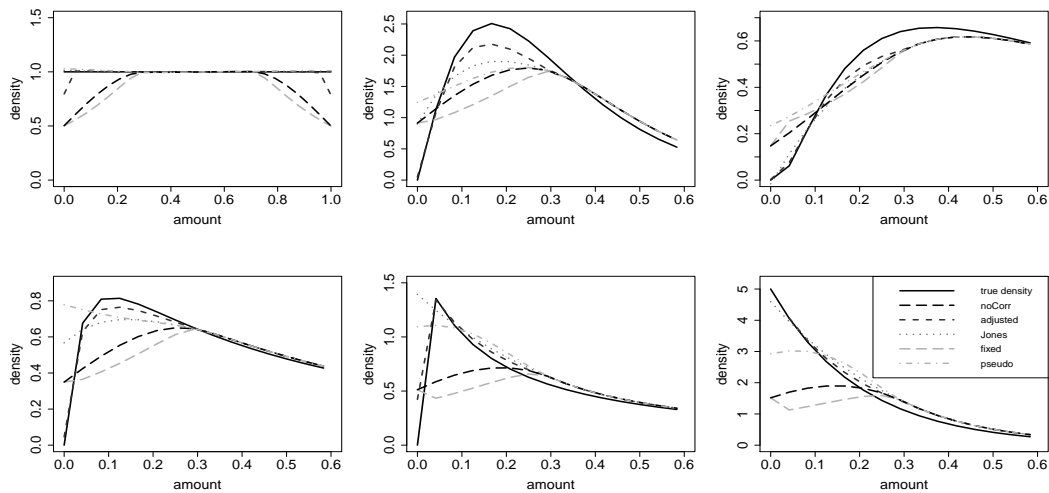 density
0.0 0.5 1.0 1.5
0.0 0.2 0.4 0.6 0.8 1.0
amount
density
0.0 0.5 1.0 1.5 2.0 2.5
0.0 0.1 0.2 0.3 0.4 0.5 0.6
amount
density
0.0 0.2 0.4 0.6
0.0 0.1 0.2 0.3 0.4 0.5 0.6
amount
density
0.0 0.2 0.4 0.6 0.8
0.0 0.1 0.2 0.3 0.4 0.5 0.6
amount
density
0.0 0.5 1.0 1.5
0.0 0.1 0.2 0.3 0.4 0.5 0.6
amount
density
0 1 2 3 4 5
0.0 0.1 0.2 0.3 0.4 0.5 0.6
amount
true density
noCorr
adjusted
Jones
fixed
pseudo